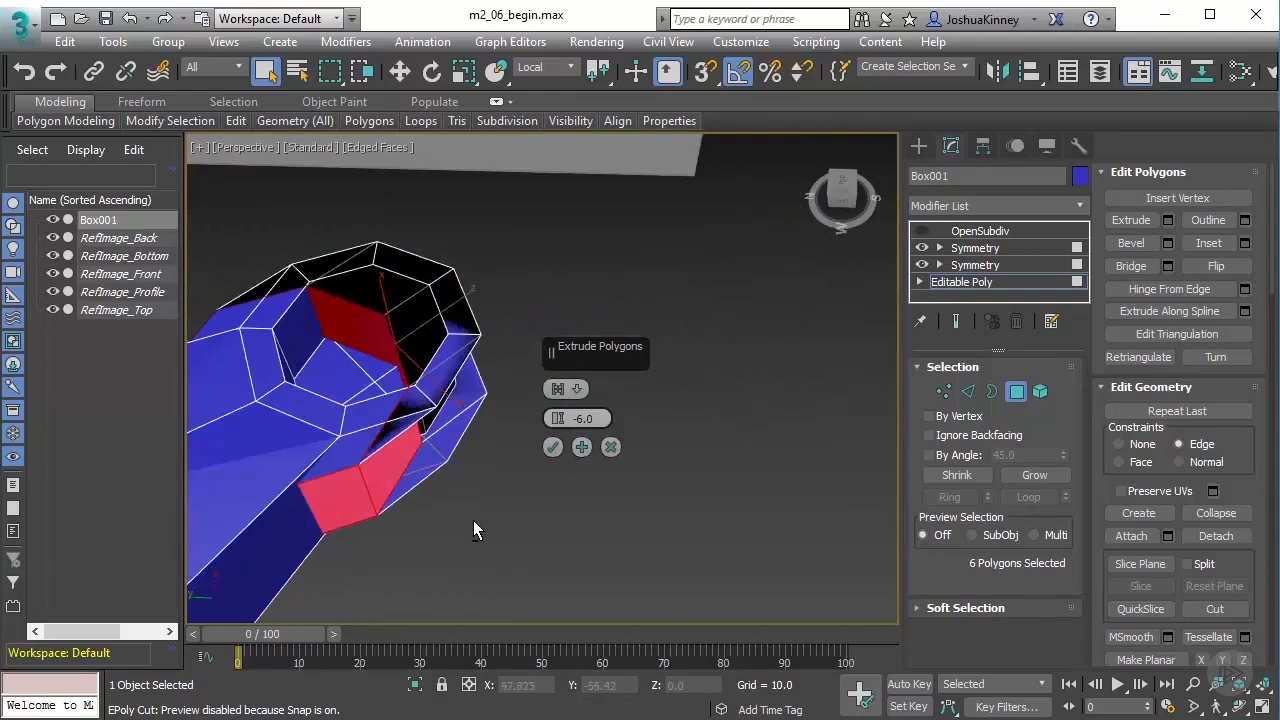 Workspace: Default
m2_06_begin.max
Type a keyword or phrase
JoshuaKinney
Edit Tools Group Views Create Modifiers Animation Graph Editors Rendering Civil View Customize Scripting Content Help
All
Local
3
Create Selection Se
Modeling Freeform Selection Object Paint Populate
Polygon Modeling Modify Selection Edit Geometry (All) Polygons Loops Tris Subdivision Visibility Align Properties
Select Display Edit
Name (Sorted Ascending)
Box001
RefImage_Back
RefImage_Bottom
RefImage_Front
RefImage_Profile
RefImage_Top
Workspace: Default
[+] [Perspective ] [Standard ] [Edged Faces ]
Extrude Polygons
-6.0
Box001
Modifier List
OpenSubdiv
Symmetry
Symmetry
Editable Poly
Selection
By Vertex
Ignore Backfacing
By Angle: 45.0
Shrink Grow
Ring Loop
Preview Selection
Off SubObj Multi
6 Polygons Selected
Soft Selection
Edit Polygons
Insert Vertex
Extrude Outline
Bevel Inset
Bridge Flip
Hinge From Edge
Extrude Along Spline
Edit Triangulation
Retriangulate Turn
Edit Geometry
Repeat Last
Constraints
None Edge
Face Normal
Preserve UVs
Create Collapse
Attach Detach
Slice Plane Split
Slice Reset Plane
QuickSlice Cut
MSmooth Tessellate
Make Planar X Y Z
0 / 100
0 10 20 30 40 50 60 70 80 90 100
Welcome to M
1 Object Selected
X: 47.825 Y: -56.42 Z: 0.0 Grid = 10.0
EPoly Cut: Preview disabled because Snap is on.
Add Time Tag
Auto Key Selected
Set Key Key Filters...
0